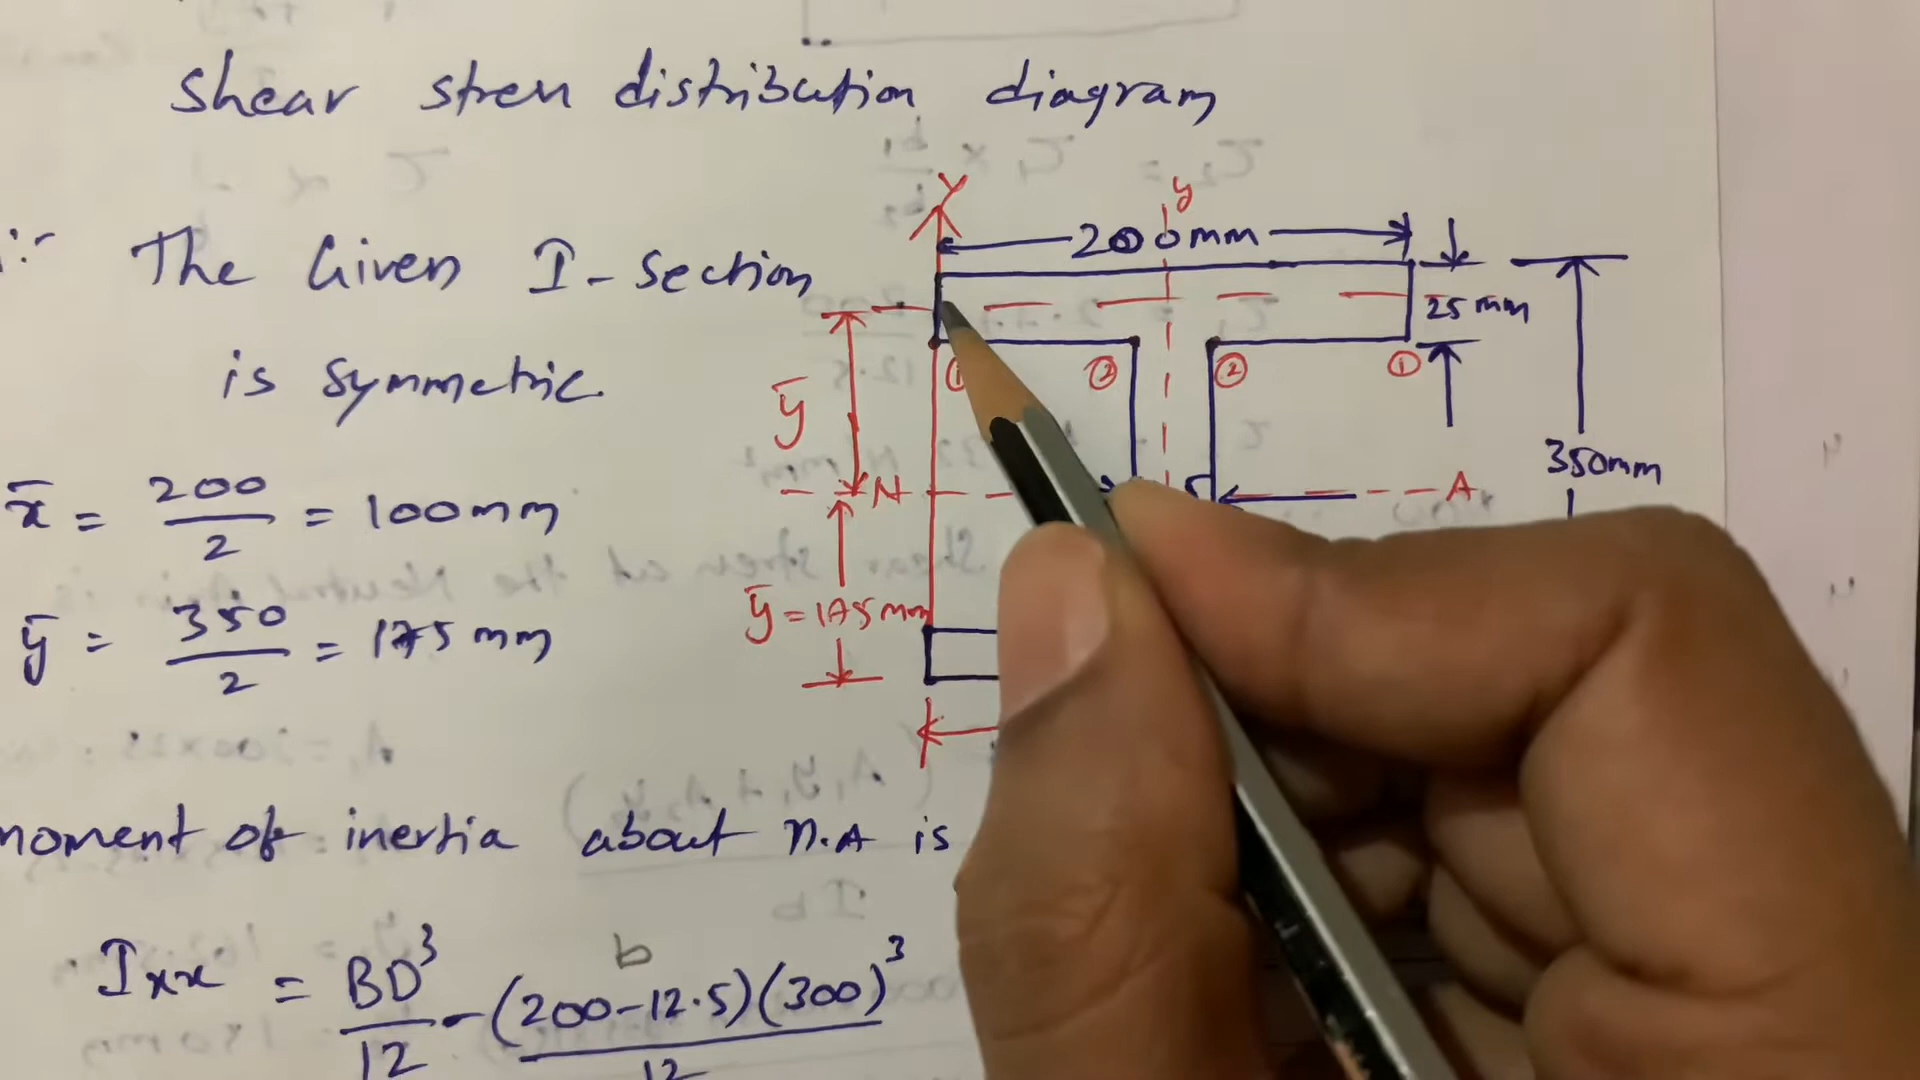 Shear stress distribution diagram
:- The Given I-Section
is symmetric.
x̄ = 200/2 = 100mm
ȳ = 350/2 = 175 mm
moment of inertia about N.A is
Ixx = BD³/12 - (200-12.5)(300)³/12
b
Y
y
200mm
25 mm
① ② ② ①
ȳ
350mm
N
A
ȳ = 175 mm